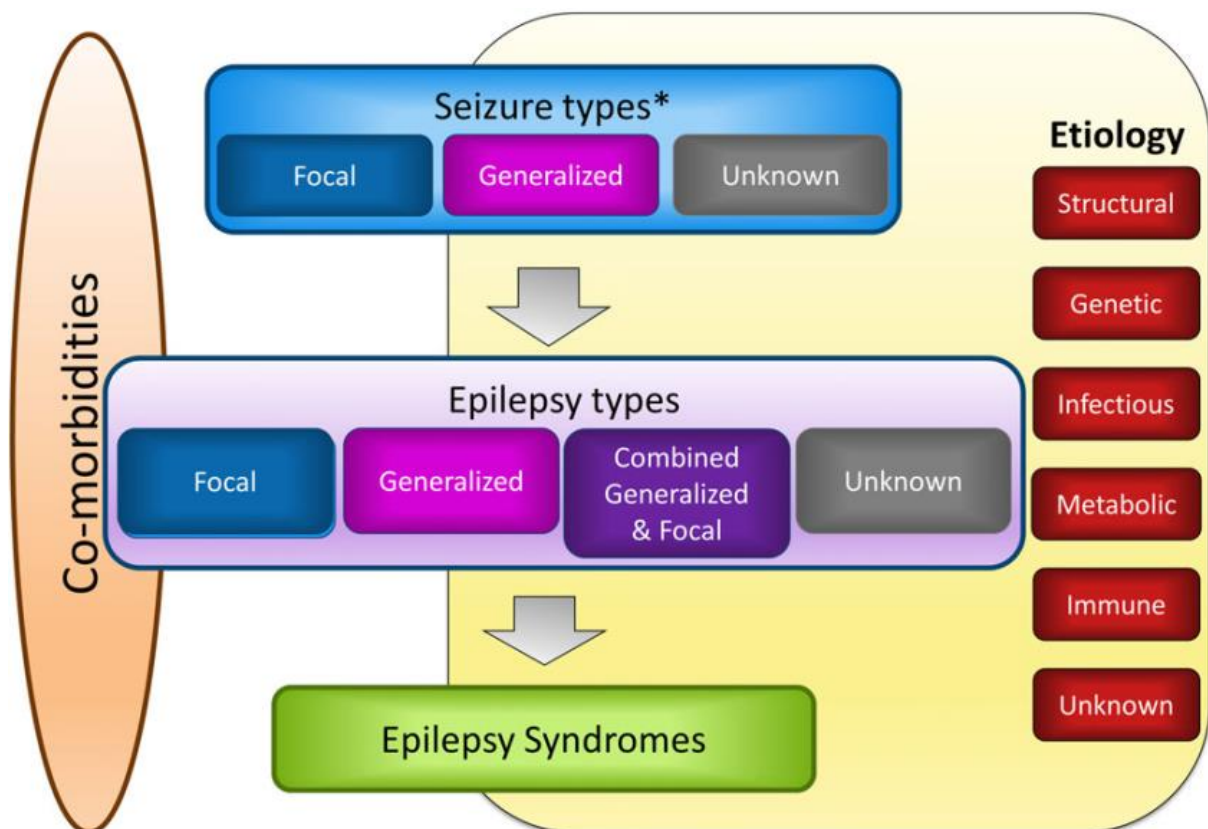 Co-morbidities
Seizure types*
Focal
Generalized
Unknown
Epilepsy types
Focal
Generalized
Combined
Generalized
& Focal
Unknown
Epilepsy Syndromes
Etiology
Structural
Genetic
Infectious
Metabolic
Immune
Unknown